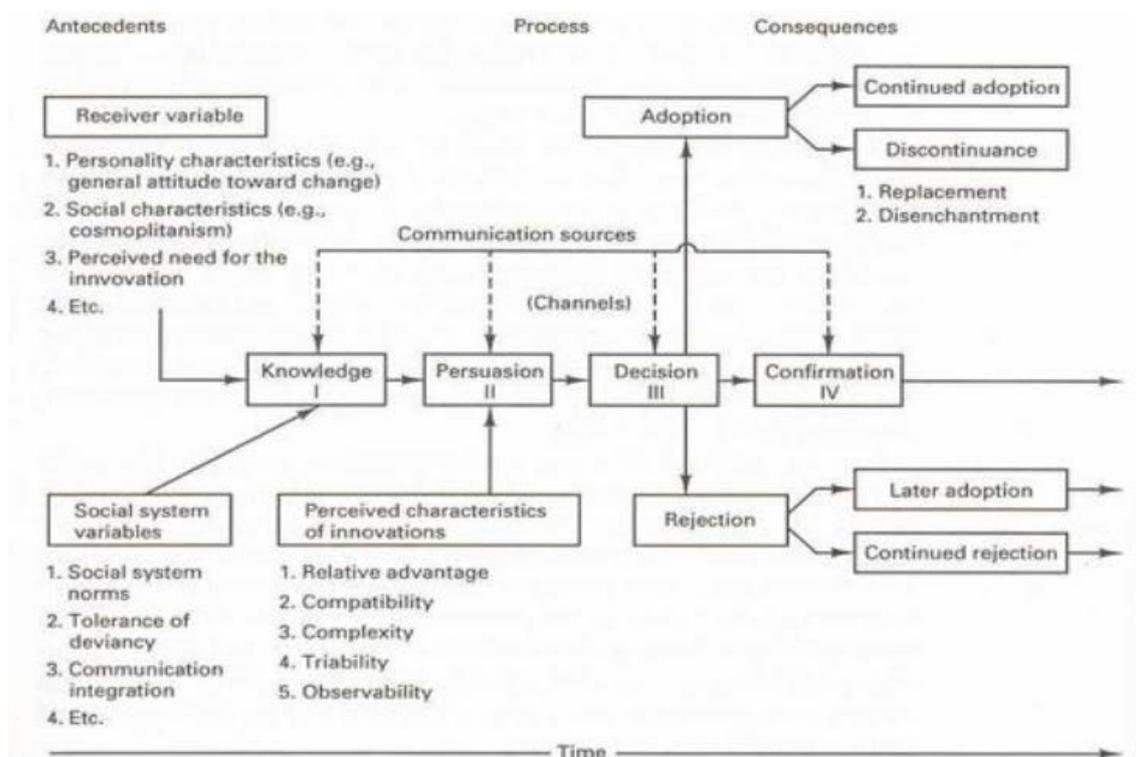 Antecedents
Process
Consequences
Receiver variable
1. Personality characteristics (e.g.,
general attitude toward change)
2. Social characteristics (e.g.,
cosmoplitanism)
3. Perceived need for the
innvovation
4. Etc.
Adoption
Continued adoption
Discontinuance
1. Replacement
2. Disenchantment
Communication sources
(Channels)
Knowledge
I
Persuasion
II
Decision
III
Confirmation
IV
Social system
variables
1. Social system
norms
2. Tolerance of
deviancy
3. Communication
integration
4. Etc.
Perceived characteristics
of innovations
1. Relative advantage
2. Compatibility
3. Complexity
4. Triability
5. Observability
Rejection
Later adoption
Continued rejection
Time